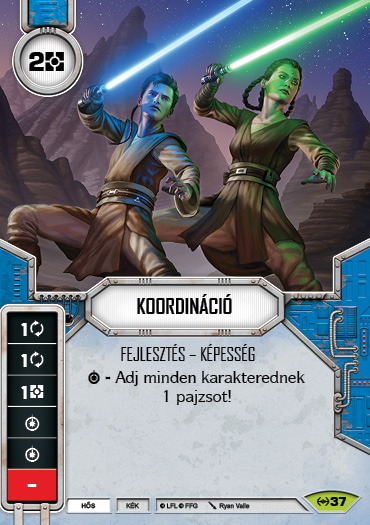 2
KOORDINÁCIÓ
FEJLESZTÉS – KÉPESSÉG
- Adj minden karakterednek
1 pajzsot!
1
1
1
–
HŐS
KÉK
© LFL © FFG
Ryan Valle
37